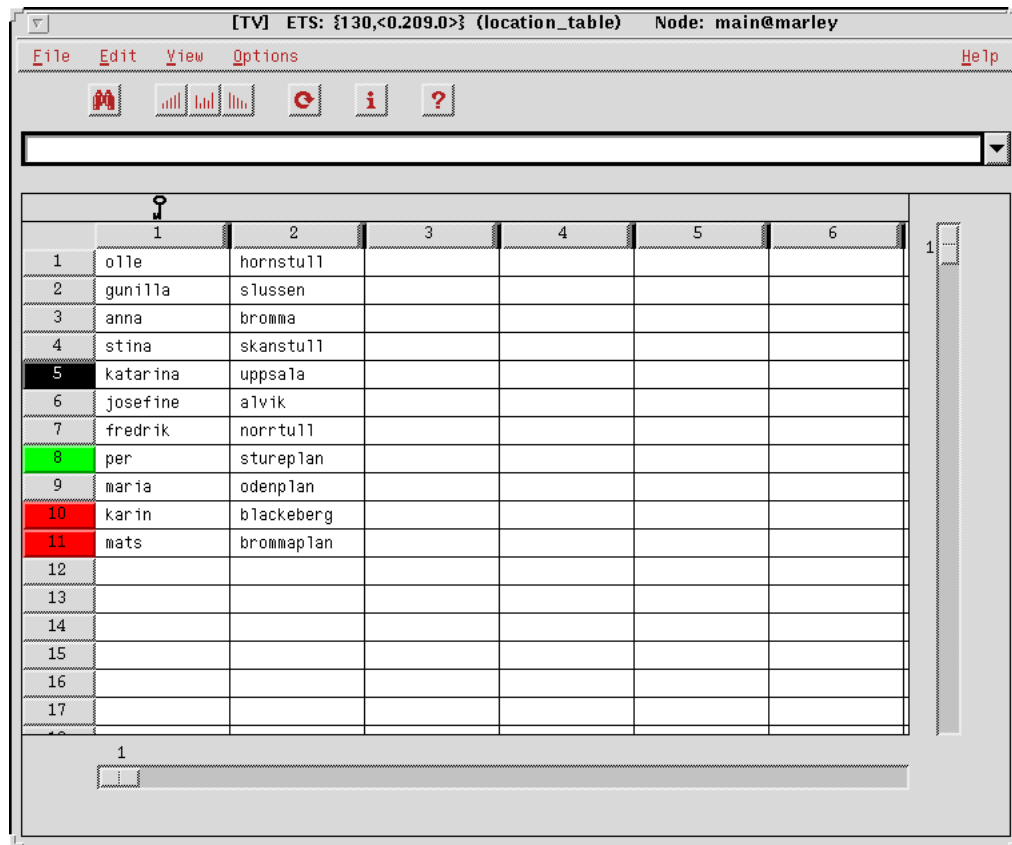 [TV] ETS: {130,<0.209.0>} (location_table) Node: main@marley
File Edit View Options Help
i ?
1 2 3 4 5 6
1
1 olle hornstull
2 gunilla slussen
3 anna bromma
4 stina skanstull
5 katarina uppsala
6 josefine alvik
7 fredrik norrtull
8 per stureplan
9 maria odenplan
10 karin blackeberg
11 mats brommaplan
12
13
14
15
16
17
1